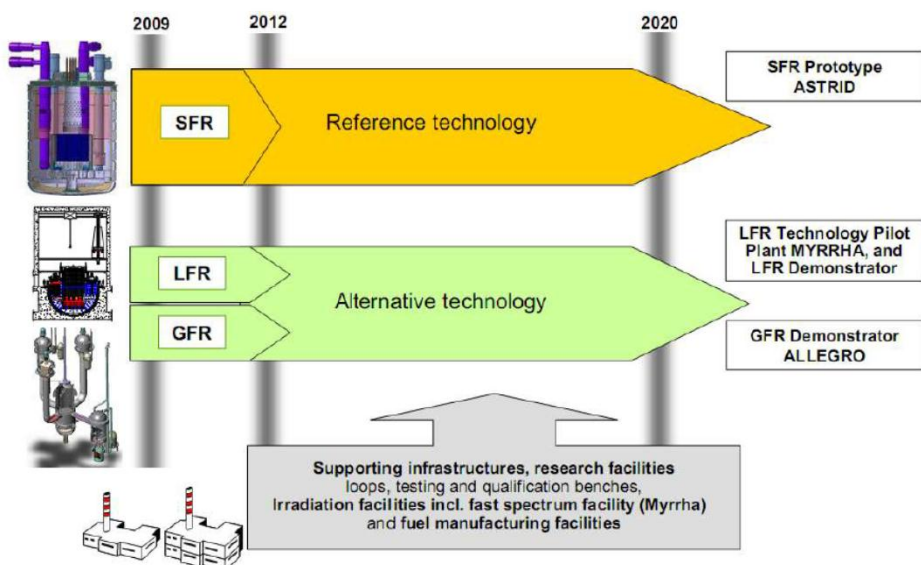 2009
2012
2020
SFR
Reference technology
SFR Prototype
ASTRID
LFR
GFR
Alternative technology
LFR Technology Pilot
Plant MYRRHA, and
LFR Demonstrator
GFR Demonstrator
ALLEGRO
Supporting infrastructures, research facilities
loops, testing and qualification benches,
Irradiation facilities incl. fast spectrum facility (Myrrha)
and fuel manufacturing facilities